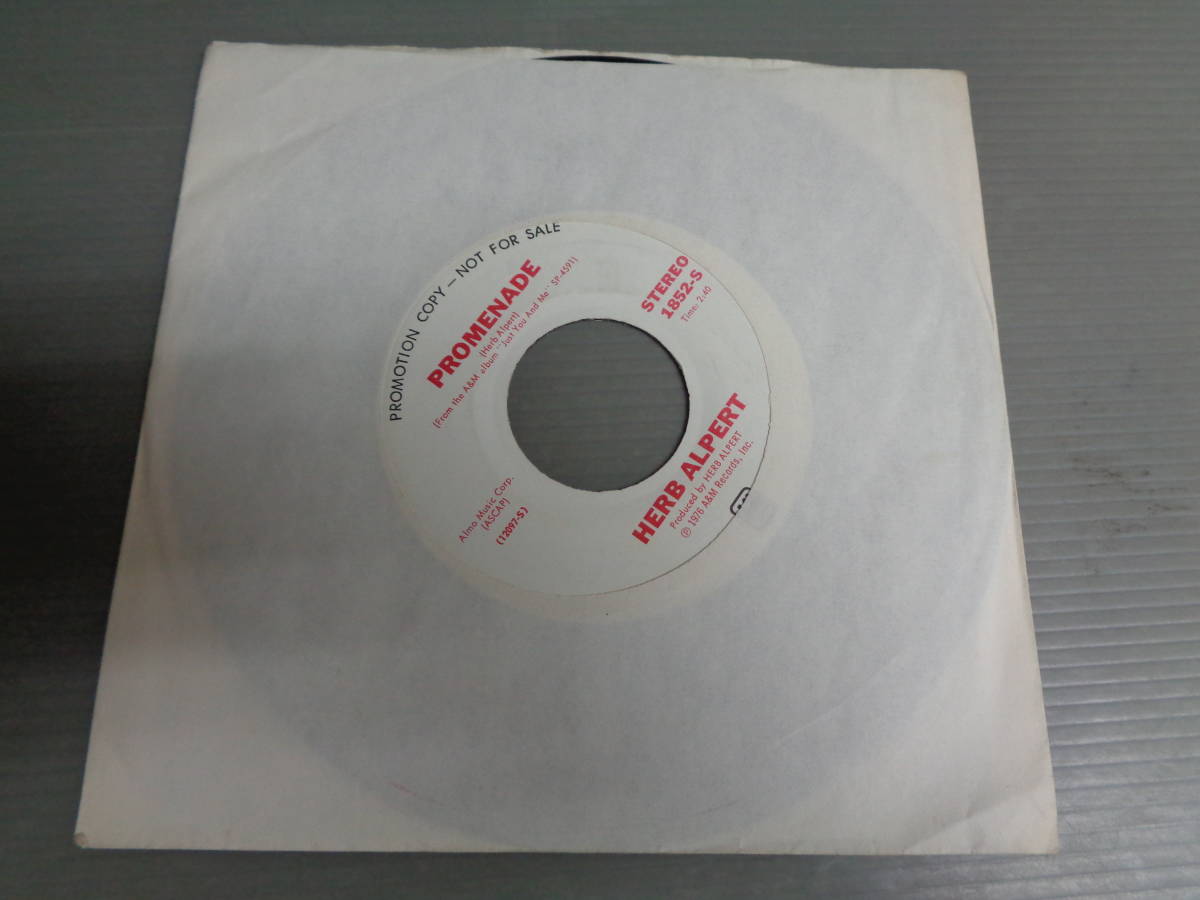 PROMOTION COPY — NOT FOR SALE
PROMENADE
(Herb Alpert)
(From the A&M album "Just You And Me" SP-4591)
STEREO
1852-S
Time: 2:40
Almo Music Corp.
(ASCAP)
(12097-S)
HERB ALPERT
Produced by HERB ALPERT
℗ 1976 A&M Records, Inc.